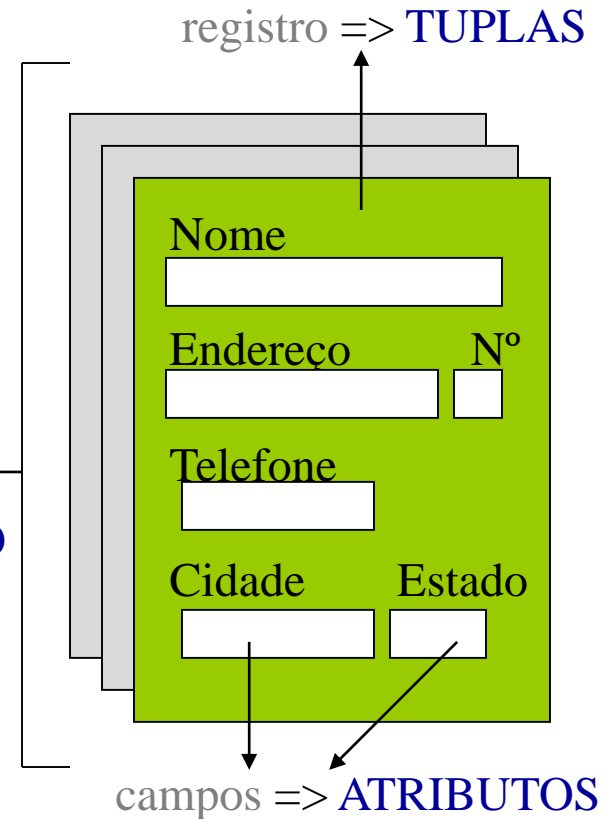 registro => TUPLAS
Nome
Endereço Nº
Telefone
Cidade Estado
campos => ATRIBUTOS